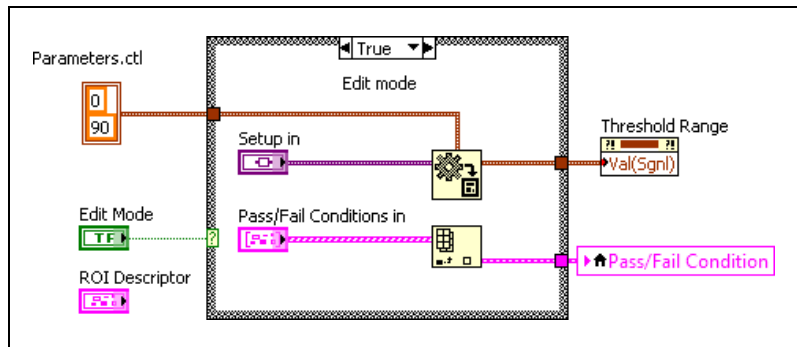 True
Parameters.ctl
Edit mode
0
90
Setup in
Threshold Range
?! ?!
Val(Sgnl)
Edit Mode
TF
?
Pass/Fail Conditions in
ROI Descriptor
Pass/Fail Condition